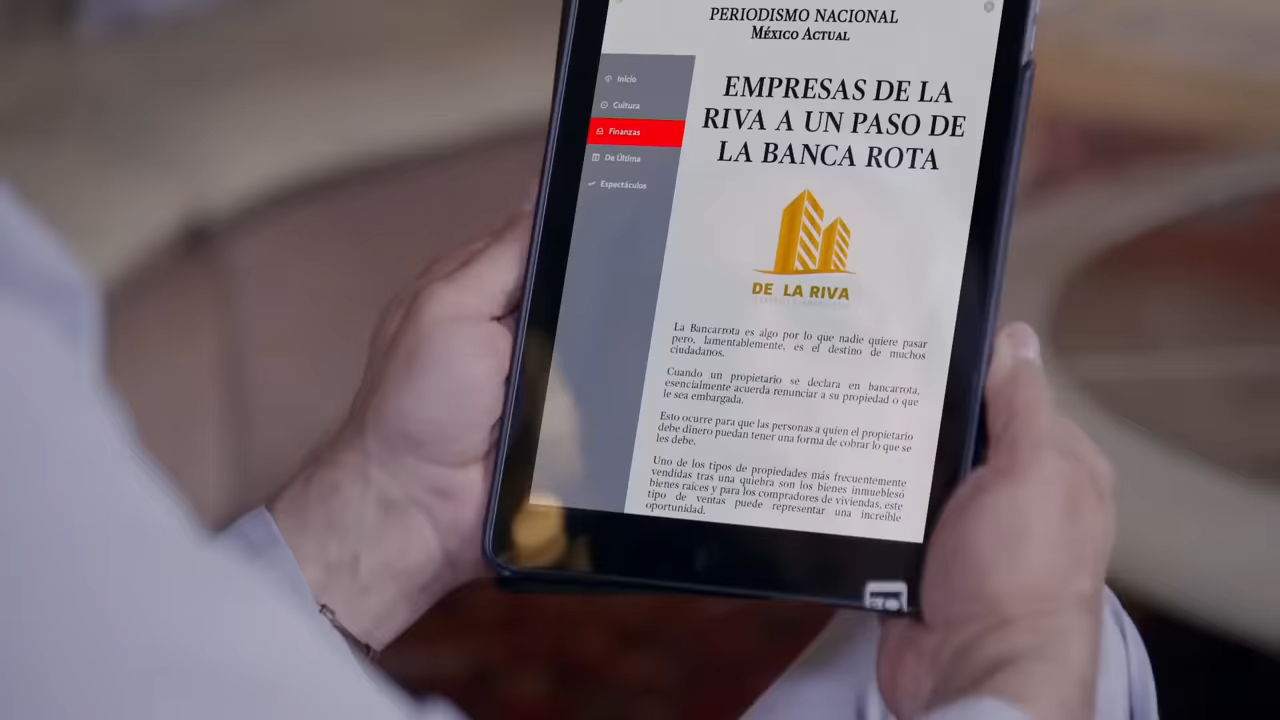 PERIODISMO NACIONAL
MÉXICO ACTUAL
Inicio
Cultura
Finanzas
De Última
Espectáculos
EMPRESAS DE LA
RIVA A UN PASO DE
LA BANCA ROTA
DE LA RIVA
La Bancarrota es algo por lo que nadie quiere pasar
pero, lamentablemente, es el destino de muchos
ciudadanos.
Cuando un propietario se declara en bancarrota,
esencialmente acuerda renunciar a su propiedad o que
le sea embargada.
Esto ocurre para que las personas a quien el propietario
debe dinero puedan tener una forma de cobrar lo que se
les debe.
Uno de los tipos de propiedades más frecuentemente
vendidas tras una quiebra son los bienes inmuebleso
bienes raíces y para los compradores de viviendas, este
tipo de ventas puede representar una increíble
oportunidad.